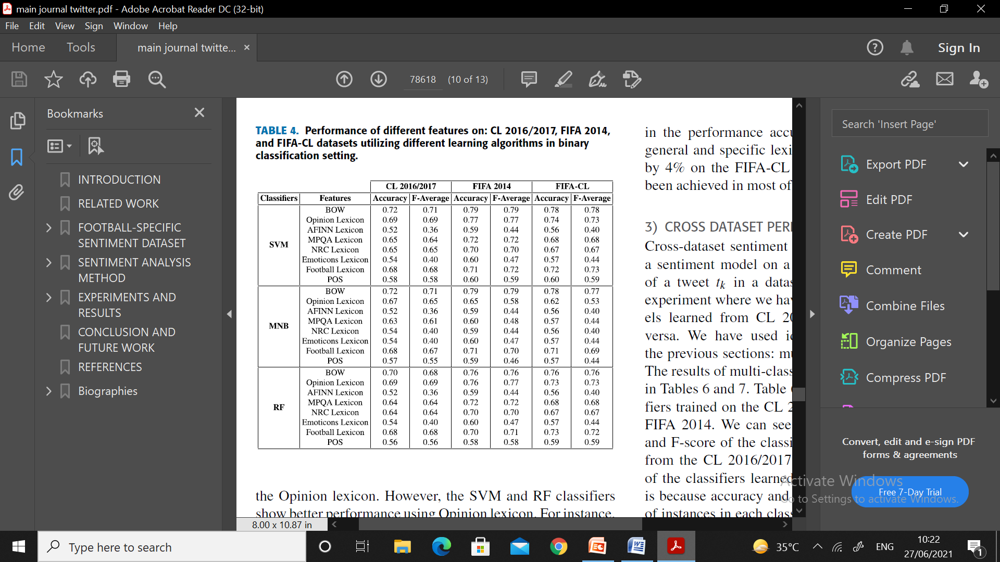 main journal twitter.pdf - Adobe Acrobat Reader DC (32-bit)
File Edit View Sign Window Help
Home Tools main journal twitte... × Sign In
78618 (10 of 13)
Bookmarks
INTRODUCTION
RELATED WORK
FOOTBALL-SPECIFIC
SENTIMENT DATASET
SENTIMENT ANALYSIS
METHOD
EXPERIMENTS AND
RESULTS
CONCLUSION AND
FUTURE WORK
REFERENCES
Biographies
TABLE 4. Performance of different features on: CL 2016/2017, FIFA 2014,
and FIFA-CL datasets utilizing different learning algorithms in binary
classification setting.
CL 2016/2017 FIFA 2014 FIFA-CL
Classifiers Features Accuracy F-Average Accuracy F-Average Accuracy F-Average
SVM
BOW 0.72 0.71 0.79 0.79 0.78 0.78
Opinion Lexicon 0.69 0.69 0.77 0.77 0.74 0.73
AFINN Lexicon 0.52 0.36 0.59 0.44 0.56 0.40
MPQA Lexicon 0.65 0.64 0.72 0.72 0.68 0.68
NRC Lexicon 0.65 0.65 0.70 0.70 0.67 0.67
Emoticons Lexicon 0.54 0.40 0.60 0.47 0.57 0.44
Football Lexicon 0.68 0.68 0.71 0.72 0.72 0.73
POS 0.58 0.58 0.60 0.59 0.60 0.59
MNB
BOW 0.72 0.71 0.79 0.79 0.78 0.77
Opinion Lexicon 0.67 0.65 0.65 0.58 0.62 0.53
AFINN Lexicon 0.52 0.36 0.59 0.44 0.56 0.40
MPQA Lexicon 0.63 0.61 0.60 0.48 0.57 0.44
NRC Lexicon 0.54 0.40 0.59 0.44 0.56 0.40
Emoticons Lexicon 0.54 0.40 0.60 0.47 0.57 0.44
Football Lexicon 0.68 0.67 0.71 0.70 0.71 0.69
POS 0.57 0.55 0.59 0.46 0.57 0.44
RF
BOW 0.70 0.68 0.76 0.76 0.76 0.76
Opinion Lexicon 0.69 0.69 0.76 0.77 0.73 0.73
AFINN Lexicon 0.52 0.36 0.59 0.44 0.56 0.40
MPQA Lexicon 0.64 0.64 0.72 0.72 0.68 0.68
NRC Lexicon 0.64 0.64 0.70 0.70 0.67 0.67
Emoticons Lexicon 0.54 0.40 0.60 0.47 0.57 0.44
Football Lexicon 0.68 0.68 0.70 0.71 0.73 0.72
POS 0.56 0.56 0.58 0.58 0.59 0.59
the Opinion lexicon. However, the SVM and RF classifiers
show better performance using Opinion lexicon. For instance,
8.00 x 10.87 in
in the performance accu
general and specific lexi
by 4% on the FIFA-CL
been achieved in most of
3) CROSS DATASET PER
Cross-dataset sentiment
a sentiment model on a
of a tweet tk in a datas
experiment where we hav
els learned from CL 20
versa. We have used i
the previous sections: m
The results of multi-class
in Tables 6 and 7. Table
fiers trained on the CL 2
FIFA 2014. We can see
and F-score of the classi
from the CL 2016/2017
of the classifiers learned
is because accuracy and
of instances in each class
Search 'Insert Page'
Export PDF
Edit PDF
Create PDF
Comment
Combine Files
Organize Pages
Compress PDF
Convert, edit and e-sign PDF
forms & agreements
Free 7-Day Trial
Activate Windows
Go to Settings to activate Windows.
Type here to search
35°C ENG 10:22
27/06/2021
1